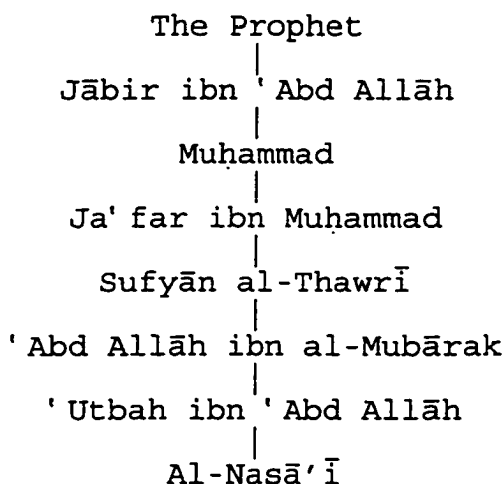 The Prophet
Jābir ibn ʿAbd Allāh
Muḥammad
Jaʿfar ibn Muḥammad
Sufyān al-Thawrī
ʿAbd Allāh ibn al-Mubārak
ʿUtbah ibn ʿAbd Allāh
Al-Nasāʾī